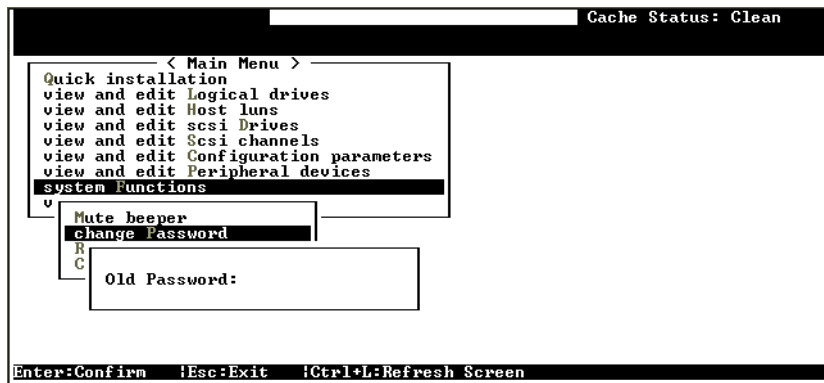 Cache Status: Clean
< Main Menu >
Quick installation
view and edit Logical drives
view and edit Host luns
view and edit scsi Drives
view and edit Scsi channels
view and edit Configuration parameters
view and edit Peripheral devices
system Functions
v
Mute beeper
change Password
R
C
Old Password:
Enter:Confirm |Esc:Exit |Ctrl+L:Refresh Screen